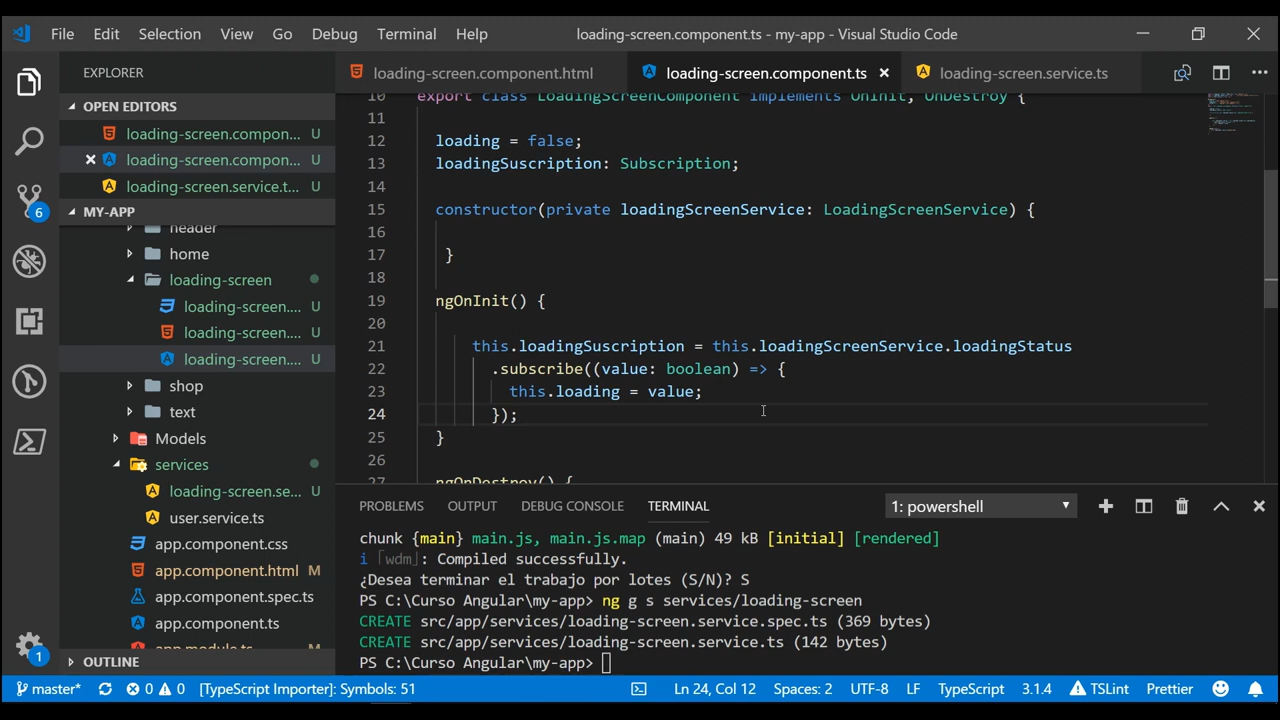 File Edit Selection View Go Debug Terminal Help loading-screen.component.ts - my-app - Visual Studio Code
EXPLORER
OPEN EDITORS
loading-screen.compon... U
loading-screen.compon... U
loading-screen.service.t... U
MY-APP
header
home
loading-screen
loading-screen.... U
loading-screen.... U
loading-screen.... U
shop
text
Models
services
loading-screen.se... U
user.service.ts
app.component.css
app.component.html M
app.component.spec.ts
app.component.ts
app.module.ts M
OUTLINE
6
1
loading-screen.component.html loading-screen.component.ts loading-screen.service.ts
10 export class LoadingScreenComponent implements OnInit, OnDestroy {
11
12 loading = false;
13 loadingSuscription: Subscription;
14
15 constructor(private loadingScreenService: LoadingScreenService) {
16
17 }
18
19 ngOnInit() {
20
21 this.loadingSuscription = this.loadingScreenService.loadingStatus
22 .subscribe((value: boolean) => {
23 this.loading = value;
24 });
25 }
26
27 ngOnDestroy() {
PROBLEMS OUTPUT DEBUG CONSOLE TERMINAL 1: powershell
chunk {main} main.js, main.js.map (main) 49 kB [initial] [rendered]
i ｢wdm｣: Compiled successfully.
¿Desea terminar el trabajo por lotes (S/N)? S
PS C:\Curso Angular\my-app> ng g s services/loading-screen
CREATE src/app/services/loading-screen.service.spec.ts (369 bytes)
CREATE src/app/services/loading-screen.service.ts (142 bytes)
PS C:\Curso Angular\my-app>
master* 0 0 [TypeScript Importer]: Symbols: 51 Ln 24, Col 12 Spaces: 2 UTF-8 LF TypeScript 3.1.4 TSLint Prettier